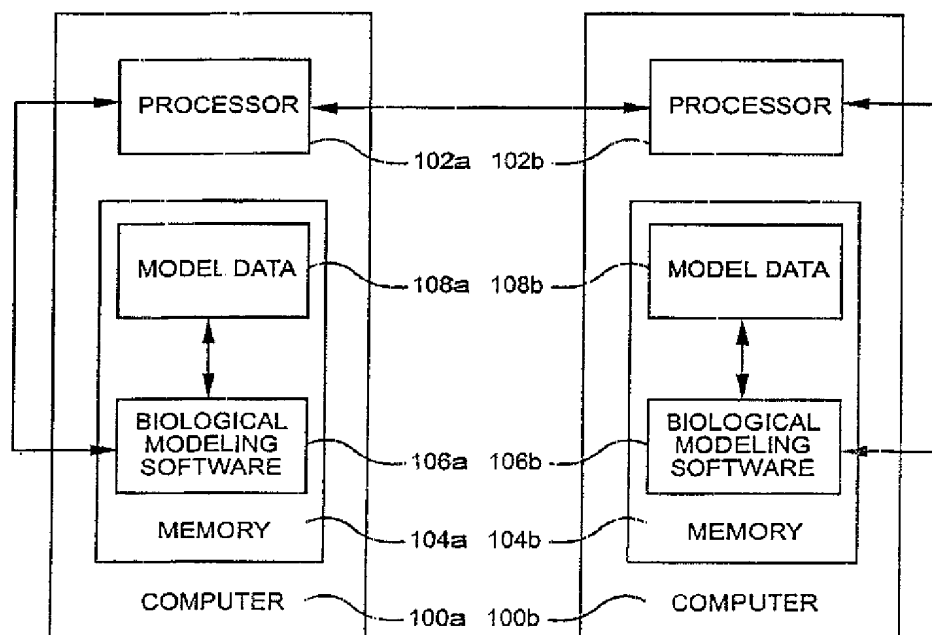 PROCESSOR PROCESSOR
102a 102b
MODEL DATA MODEL DATA
108a 108b
BIOLOGICAL MODELING SOFTWARE BIOLOGICAL MODELING SOFTWARE
106a 106b
MEMORY 104a 104b MEMORY
COMPUTER 100a 100b COMPUTER